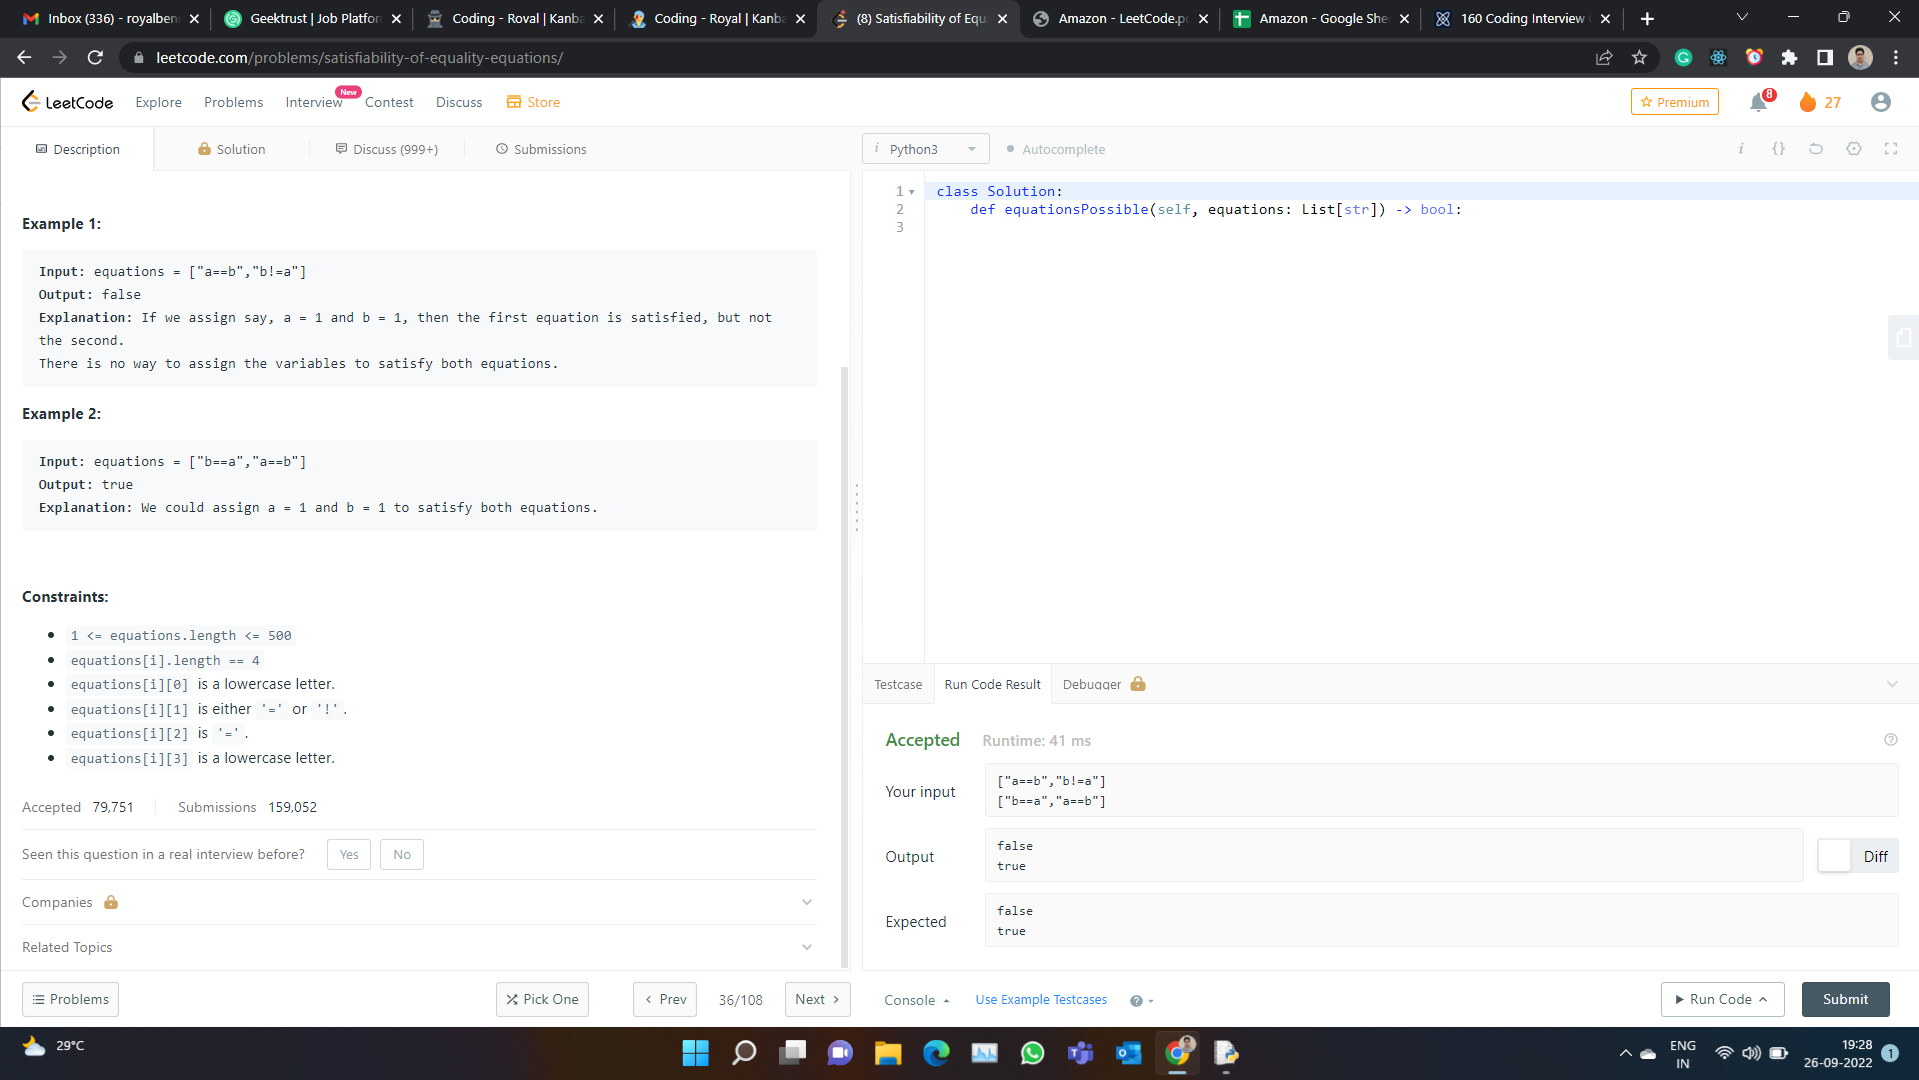 Inbox (336) - royalben
Geektrust | Job Platfor
Coding - Royal | Kanba
Coding - Royal | Kanba
(8) Satisfiability of Equ
Amazon - LeetCode.p
Amazon - Google She
160 Coding Interview
leetcode.com/problems/satisfiability-of-equality-equations/
LeetCode
Explore
Problems
Interview
New
Contest
Discuss
Store
Premium
8
27
Description
Solution
Discuss (999+)
Submissions
i Python3
Autocomplete
Example 1:
Input: equations = ["a==b","b!=a"]
Output: false
Explanation: If we assign say, a = 1 and b = 1, then the first equation is satisfied, but not
the second.
There is no way to assign the variables to satisfy both equations.
Example 2:
Input: equations = ["b==a","a==b"]
Output: true
Explanation: We could assign a = 1 and b = 1 to satisfy both equations.
Constraints:
1 <= equations.length <= 500
equations[i].length == 4
equations[i][0] is a lowercase letter.
equations[i][1] is either '=' or '!'.
equations[i][2] is '='.
equations[i][3] is a lowercase letter.
Accepted 79,751
Submissions 159,052
Seen this question in a real interview before?
Yes
No
Companies
Related Topics
Problems
Pick One
Prev
36/108
Next
i {}
1 class Solution:
2 def equationsPossible(self, equations: List[str]) -> bool:
3
Testcase
Run Code Result
Debugger
Accepted
Runtime: 41 ms
Your input
["a==b","b!=a"]
["b==a","a==b"]
Output
false
true
Diff
Expected
false
true
Console
Use Example Testcases
Run Code
Submit
29°C
ENG
IN
19:28
26-09-2022
1